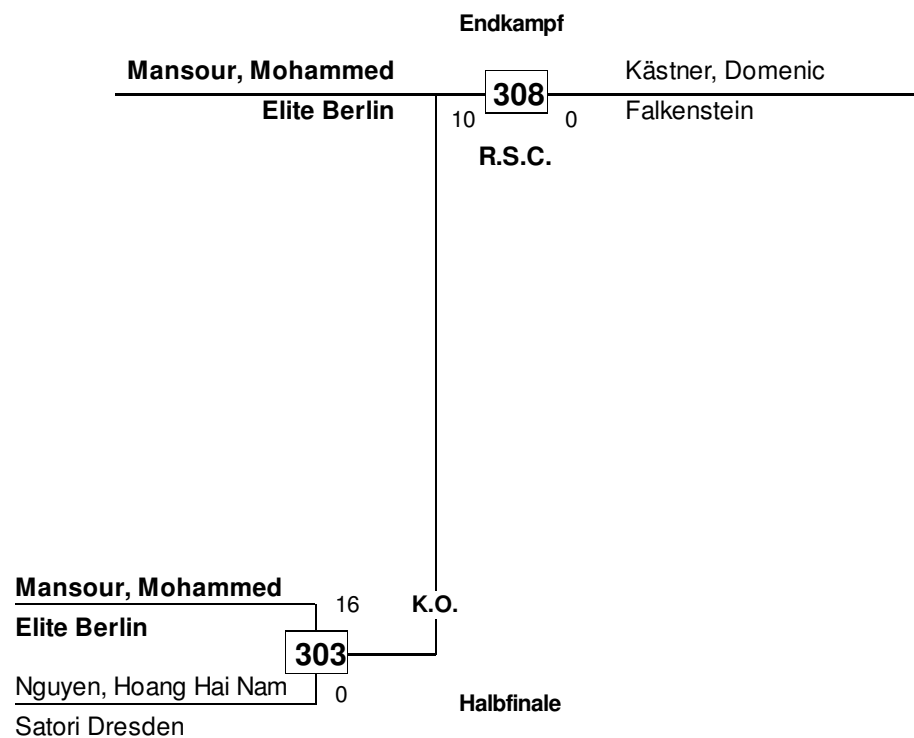 Endkampf
Mansour, Mohammed
308
Kästner, Domenic
Elite Berlin
10
0
Falkenstein
R.S.C.
Mansour, Mohammed
16
K.O.
Elite Berlin
303
Nguyen, Hoang Hai Nam
0
Halbfinale
Satori Dresden